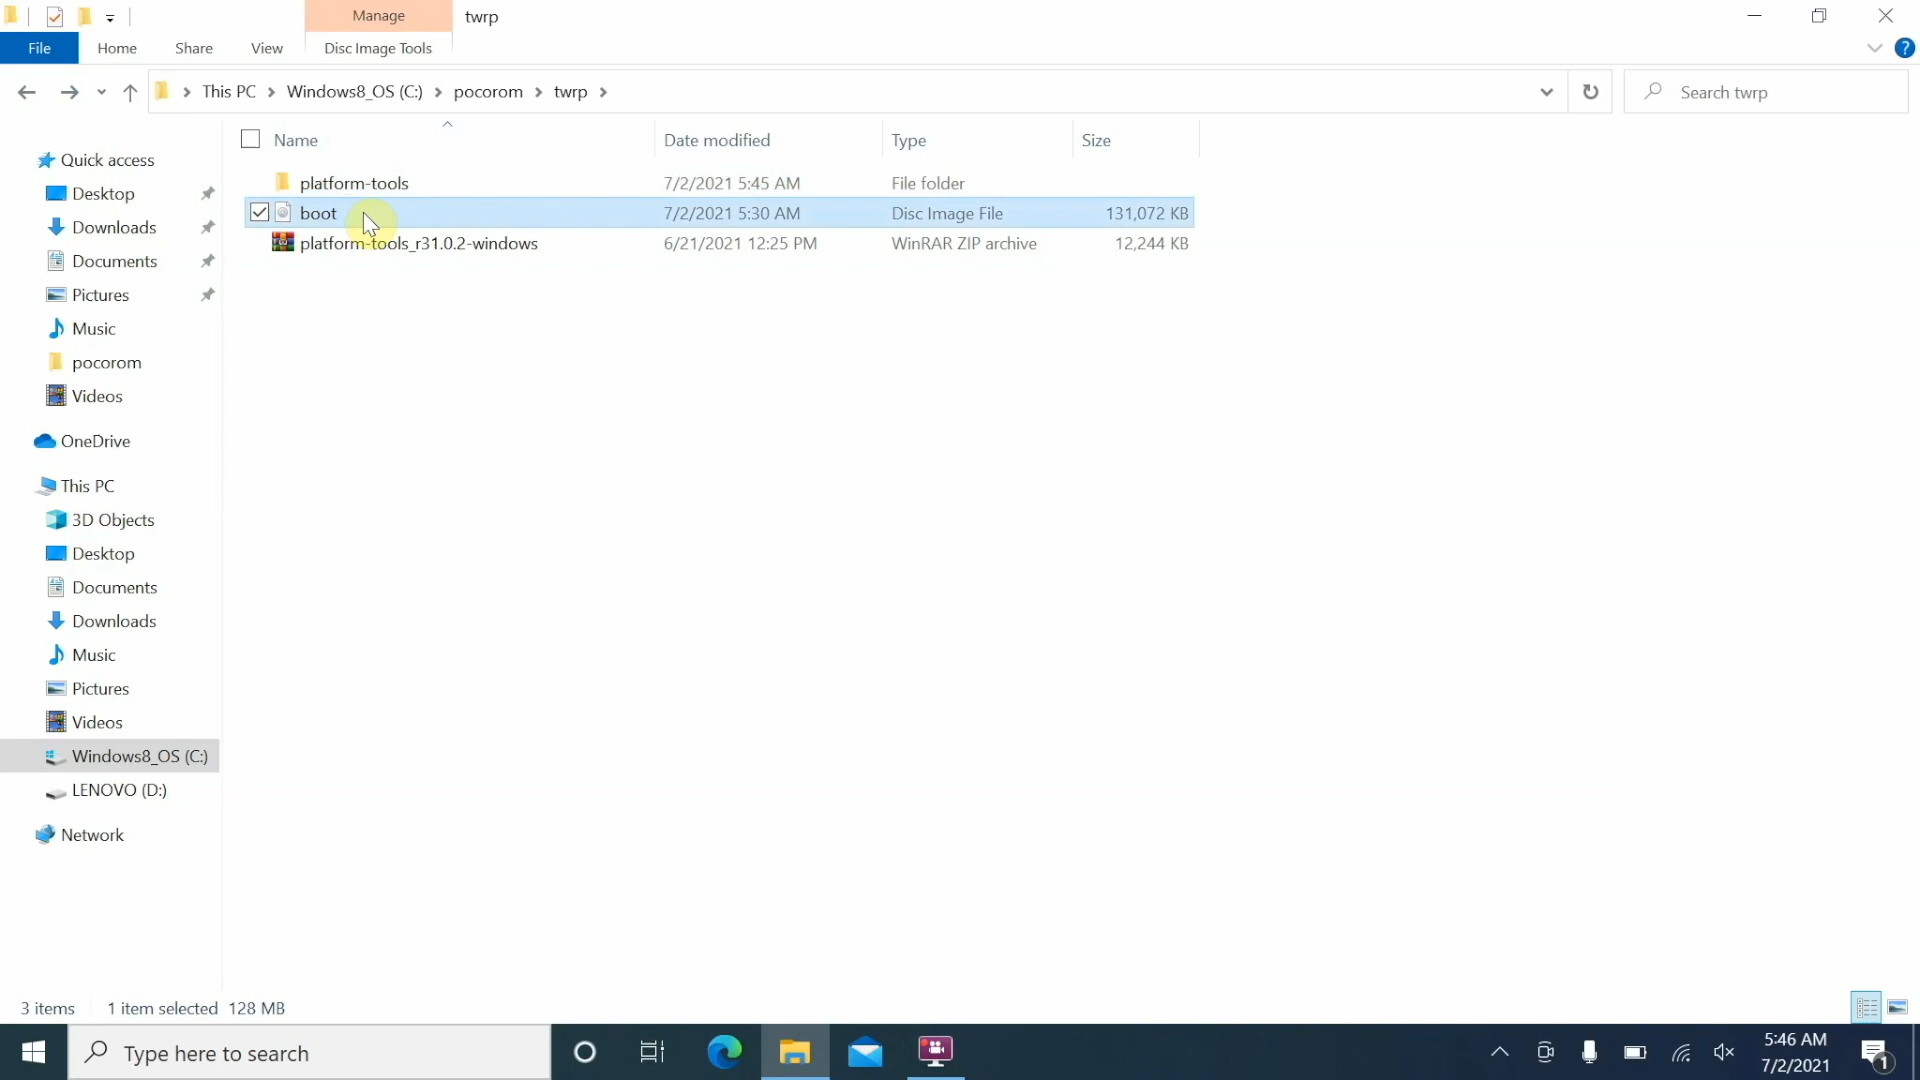 Manage
twrp
File
Home
Share
View
Disc Image Tools
?
This PC > Windows8_OS (C:) > pocorom > twrp >
Search twrp
Name
Date modified
Type
Size
platform-tools
7/2/2021 5:45 AM
File folder
boot
7/2/2021 5:30 AM
Disc Image File
131,072 KB
platform-tools_r31.0.2-windows
6/21/2021 12:25 PM
WinRAR ZIP archive
12,244 KB
Quick access
Desktop
Downloads
Documents
Pictures
Music
pocorom
Videos
OneDrive
This PC
3D Objects
Desktop
Documents
Downloads
Music
Pictures
Videos
Windows8_OS (C:)
LENOVO (D:)
Network
3 items
1 item selected 128 MB
Type here to search
5:46 AM
7/2/2021
1